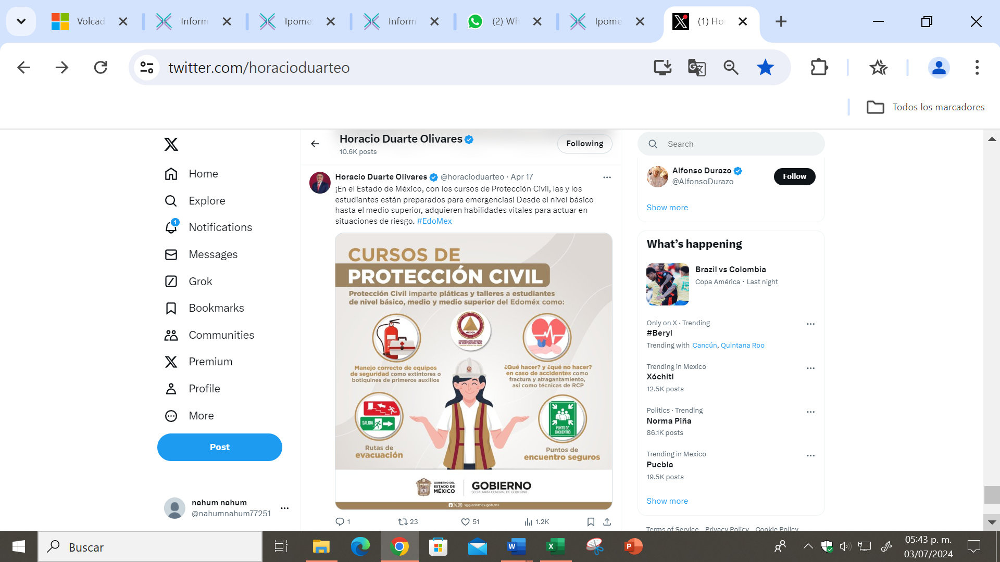 Volcad
Inform
Ipome
Inform
(2) Wh
Ipome
(1) Ho
twitter.com/horacioduarteo
Todos los marcadores
Home
Explore
Notifications
1
Messages
Grok
Bookmarks
Communities
Premium
Profile
More
Post
nahum nahum
@nahumnahum77251
Horacio Duarte Olivares
10.6K posts
Following
Horacio Duarte Olivares @horacioduarteo · Apr 17
¡En el Estado de México, con los cursos de Protección Civil, las y los
estudiantes están preparados para emergencias! Desde el nivel básico
hasta el medio superior, adquieren habilidades vitales para actuar en
situaciones de riesgo. #EdoMex
CURSOS DE
PROTECCIÓN CIVIL
Protección Civil imparte pláticas y talleres a estudiantes
de nivel básico, medio y medio superior del Edoméx como:
MÉXICO
COORDINACIÓN GENERAL
DE PROTECCIÓN CIVIL
Manejo correcto de equipos
de seguridad como extintores o
botiquines de primeros auxilios
¿Qué hacer? y ¿qué no hacer?
en caso de accidentes como
fractura y atragantamiento,
así como técnicas de RCP
SALIDA
Rutas de
evacuación
PUNTO DE
ENCUENTRO
Puntos de
encuentro seguros
GOBIERNO DEL
ESTADO DE
MÉXICO
GOBIERNO
SECRETARÍA GENERAL DE GOBIERNO
sgg.edomex.gob.mx
1
23
51
1.2K
Search
Alfonso Durazo
@AlfonsoDurazo
Follow
Show more
What's happening
Brazil vs Colombia
Copa América · Last night
Only on X · Trending
#Beryl
Trending with Cancún, Quintana Roo
Trending in Mexico
Xóchitl
12.5K posts
Politics · Trending
Norma Piña
86.1K posts
Trending in Mexico
Puebla
19.5K posts
Show more
Terms of Service Privacy Policy Cookie Policy
Buscar
05:43 p. m.
03/07/2024